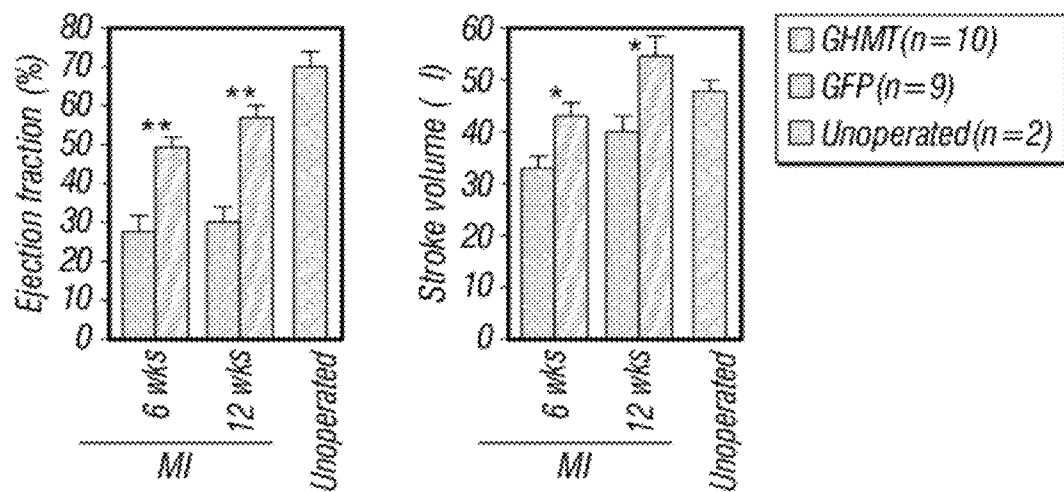 Ejection fraction (%)
80
70
60
50
40
30
20
10
0
**
**
6 wks
12 wks
Unoperated
MI
Stroke volume ( l)
60
50
40
30
20
10
0
*
*
6 wks
12 wks
Unoperated
MI
GHMT(n=10)
GFP(n=9)
Unoperated(n=2)